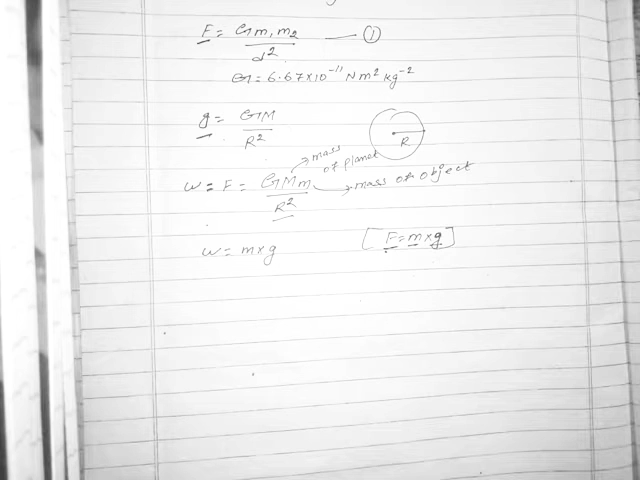 F = Gm₁m₂ / d² — ①
G = 6.67×10⁻¹¹ Nm² kg⁻²
g = GM / R²
R
mass of planet
W = F = GMm / R² → mass of object
W = m×g [F = m×g]